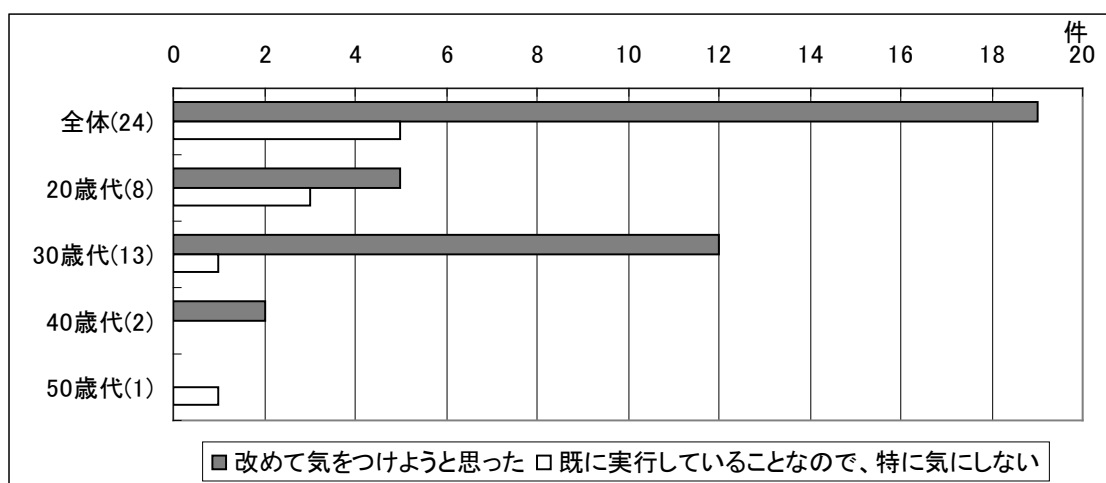 件
0 2 4 6 8 10 12 14 16 18 20
全体(24)
20歳代(8)
30歳代(13)
40歳代(2)
50歳代(1)
改めて気をつけようと思った 既に実行していることなので、特に気にしない